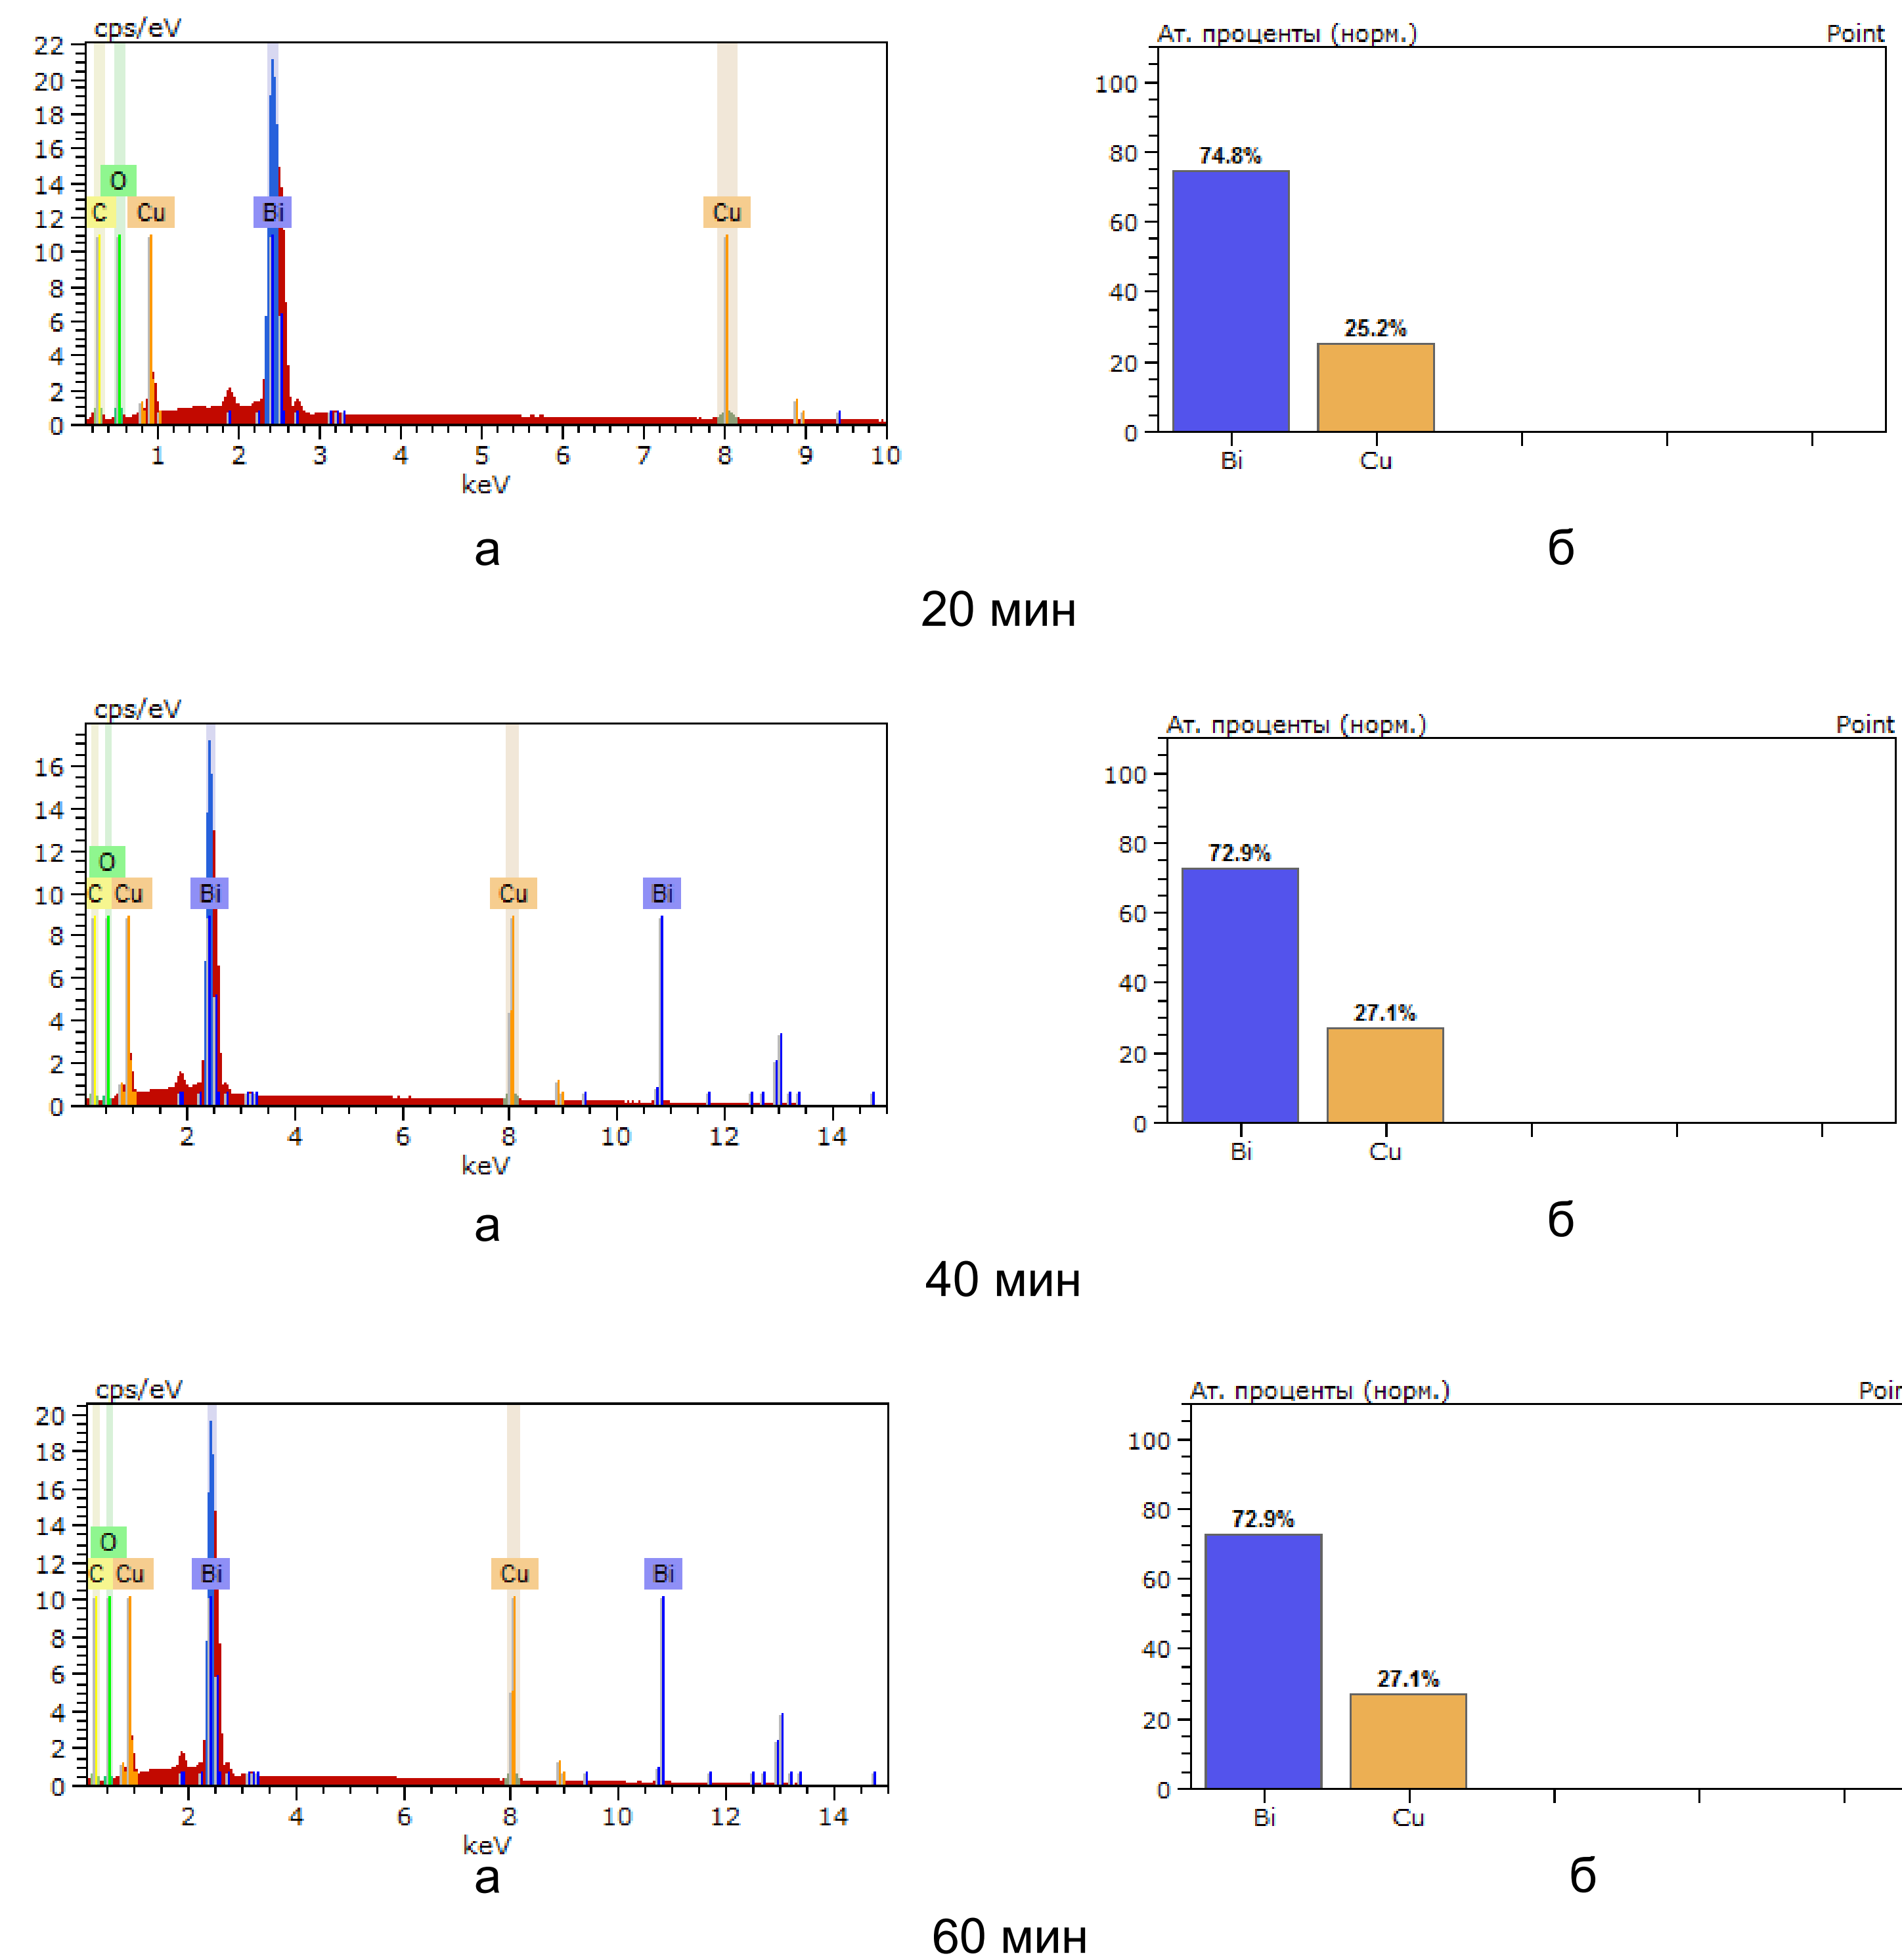 cps/eV
22
20
18
16
14
12
10
8
6
4
2
0
O
C Cu Bi Cu
1 2 3 4 5 6 7 8 9 10
keV
а
Ат. проценты (норм.) Point
100
80
60
40
20
0
74.8%
25.2%
Bi Cu
б
20 мин
cps/eV
16
14
12
10
8
6
4
2
0
O
C Cu Bi Cu Bi
2 4 6 8 10 12 14
keV
а
Ат. проценты (норм.) Point
100
80
60
40
20
0
72.9%
27.1%
Bi Cu
б
40 мин
cps/eV
20
18
16
14
12
10
8
6
4
2
0
O
C Cu Bi Cu Bi
2 4 6 8 10 12 14
keV
а
Ат. проценты (норм.) Poir
100
80
60
40
20
0
72.9%
27.1%
Bi Cu
б
60 мин